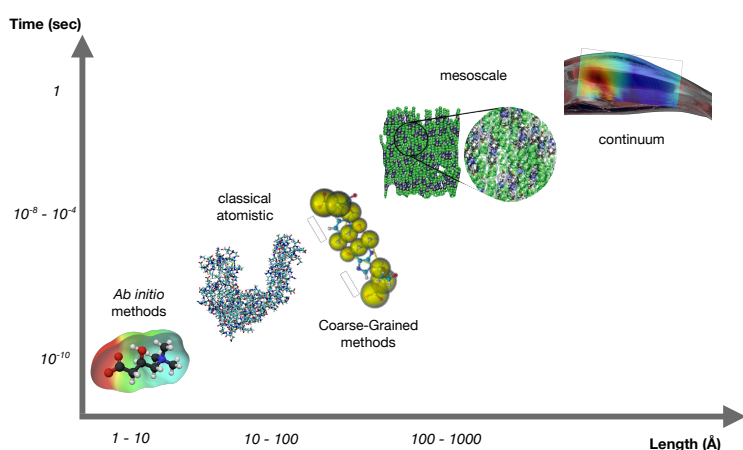 Time (sec)
mesoscale
1
continuum
classical
atomistic
10⁻⁸ - 10⁻⁴
Ab initio
methods
Coarse-Grained
methods
10⁻¹⁰
1 - 10
10 - 100
100 - 1000
Length (Å)